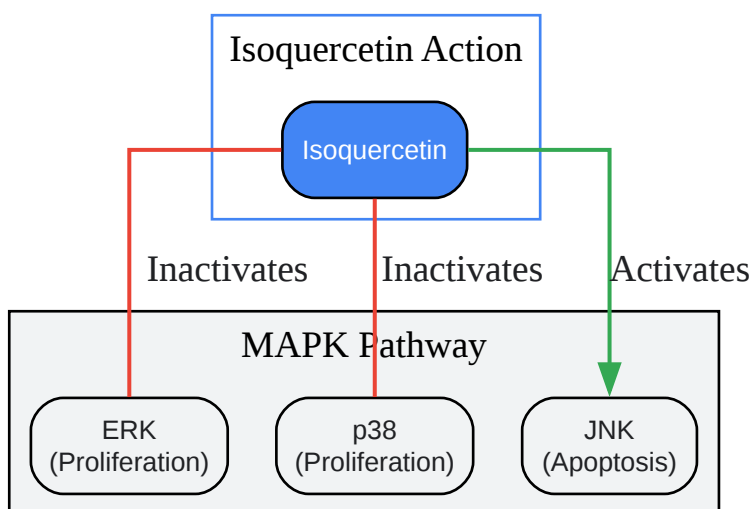 Isoquercetin Action
Isoquercetin
Inactivates
Inactivates
Activates
MAPK Pathway
ERK
(Proliferation)
p38
(Proliferation)
JNK
(Apoptosis)